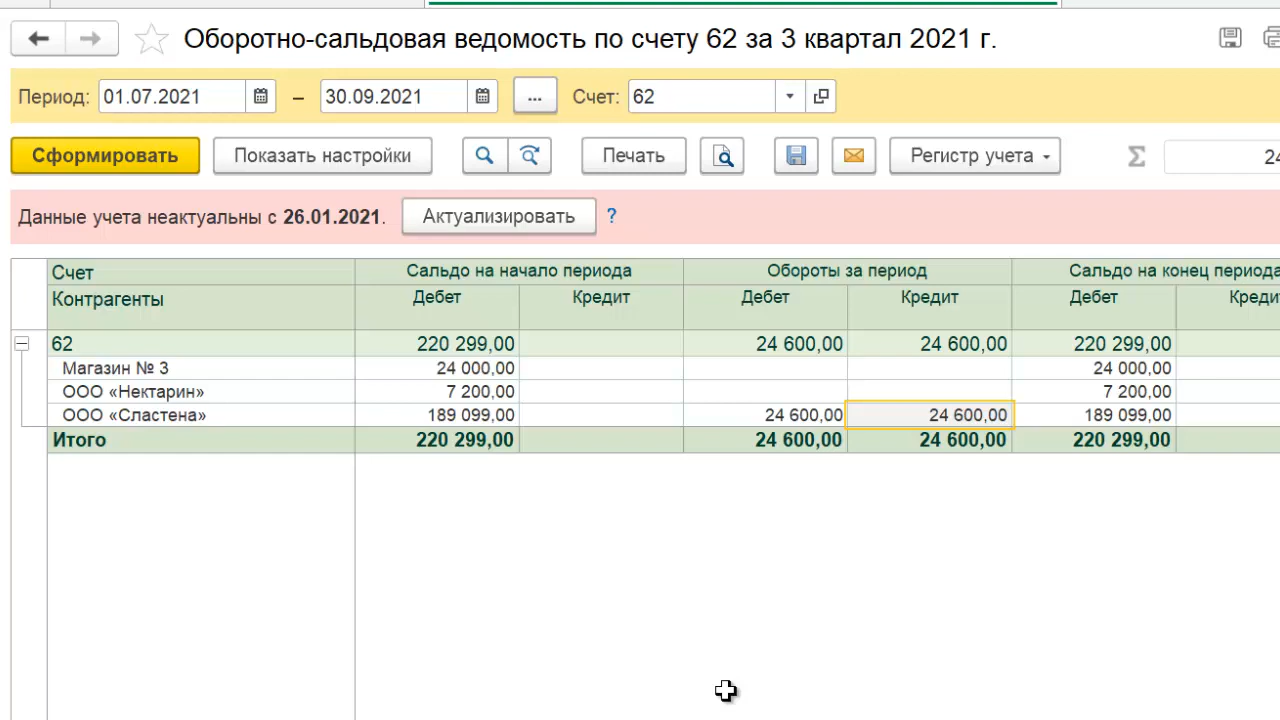 Оборотно-сальдовая ведомость по счету 62 за 3 квартал 2021 г.
Период: 01.07.2021 – 30.09.2021 ... Счет: 62
Сформировать Показать настройки Печать Регистр учета Σ 24
Данные учета неактуальны с 26.01.2021. Актуализировать ?
Счет Сальдо на начало периода Обороты за период Сальдо на конец периода
Контрагенты Дебет Кредит Дебет Кредит Дебет
62 220 299,00 24 600,00 24 600,00 220 299,00
Магазин № 3 24 000,00 24 000,00
ООО «Нектарин» 7 200,00 7 200,00
ООО «Сластена» 189 099,00 24 600,00 24 600,00 189 099,00
Итого 220 299,00 24 600,00 24 600,00 220 299,00